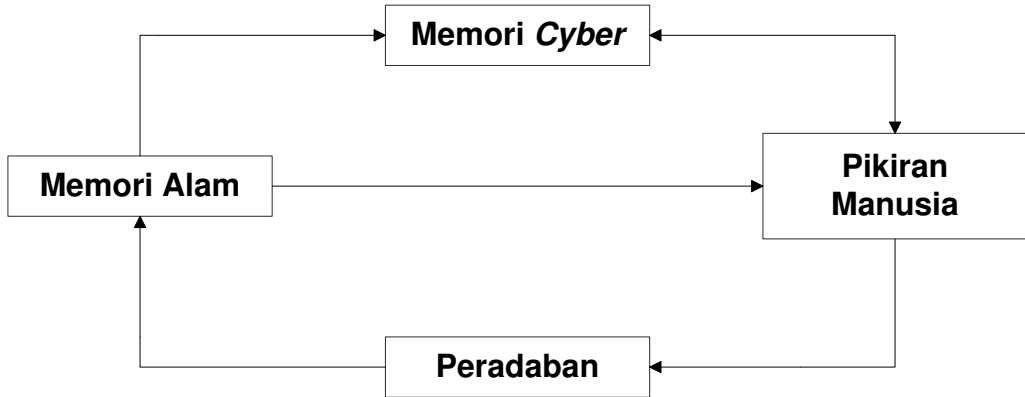 Memori Cyber
Memori Alam
Pikiran
Manusia
Peradaban